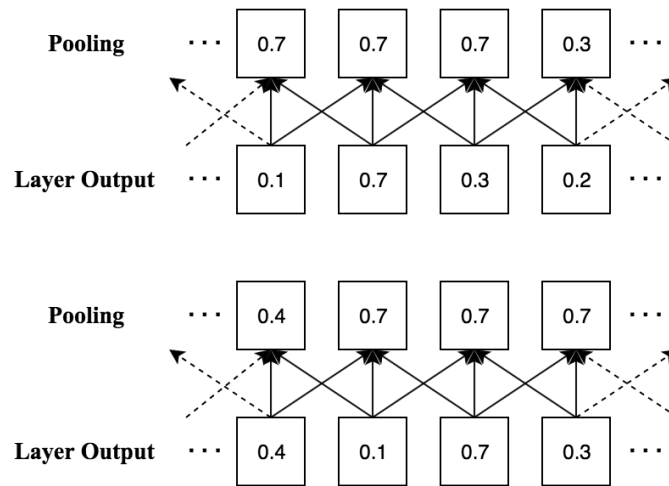 Pooling ··· 0.7 0.7 0.7 0.3 ···
Layer Output ··· 0.1 0.7 0.3 0.2 ···
Pooling ··· 0.4 0.7 0.7 0.7 ···
Layer Output ··· 0.4 0.1 0.7 0.3 ···